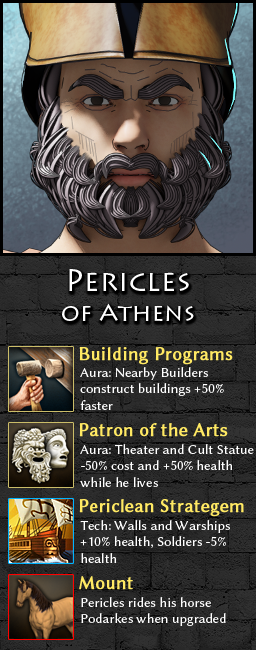 Pericles
of Athens
Building Programs
Aura: Nearby Builders
construct buildings +50%
faster
Patron of the Arts
Aura: Theater and Cult Statue
-50% cost and +50% health
while he lives
Periclean Strategem
Tech: Walls and Warships
+10% health, Soldiers -5%
health
Mount
Pericles rides his horse
Podarkes when upgraded